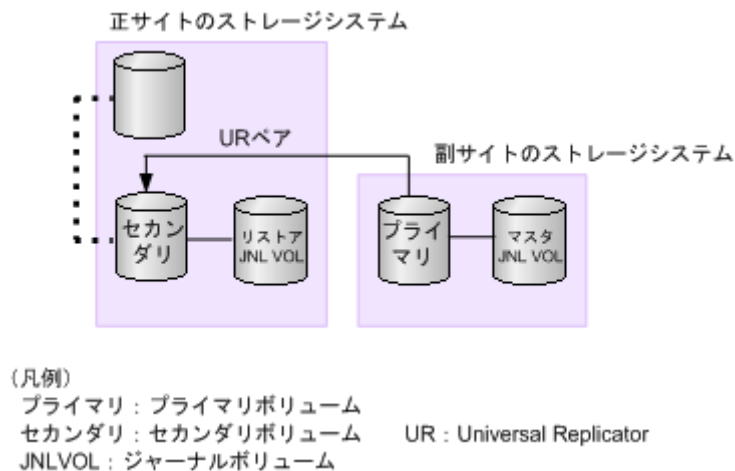 正サイトのストレージシステム
URペア
副サイトのストレージシステム
セカン
ダリ
リストア
JNL VOL
プライ
マリ
マスタ
JNL VOL
（凡例）
プライマリ：プライマリボリューム
セカンダリ：セカンダリボリューム　　UR：Universal Replicator
JNLVOL：ジャーナルボリューム